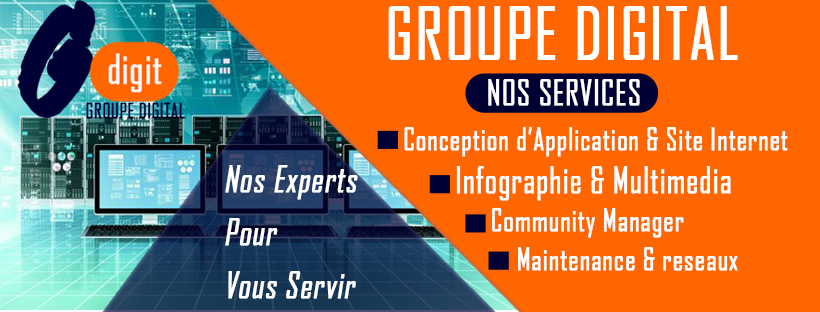 digit
GROUPE DIGITAL
Nos Experts
Pour
Vous Servir
GROUPE DIGITAL
NOS SERVICES
Conception d'Application & Site Internet
Infographie & Multimedia
Community Manager
Maintenance & reseaux